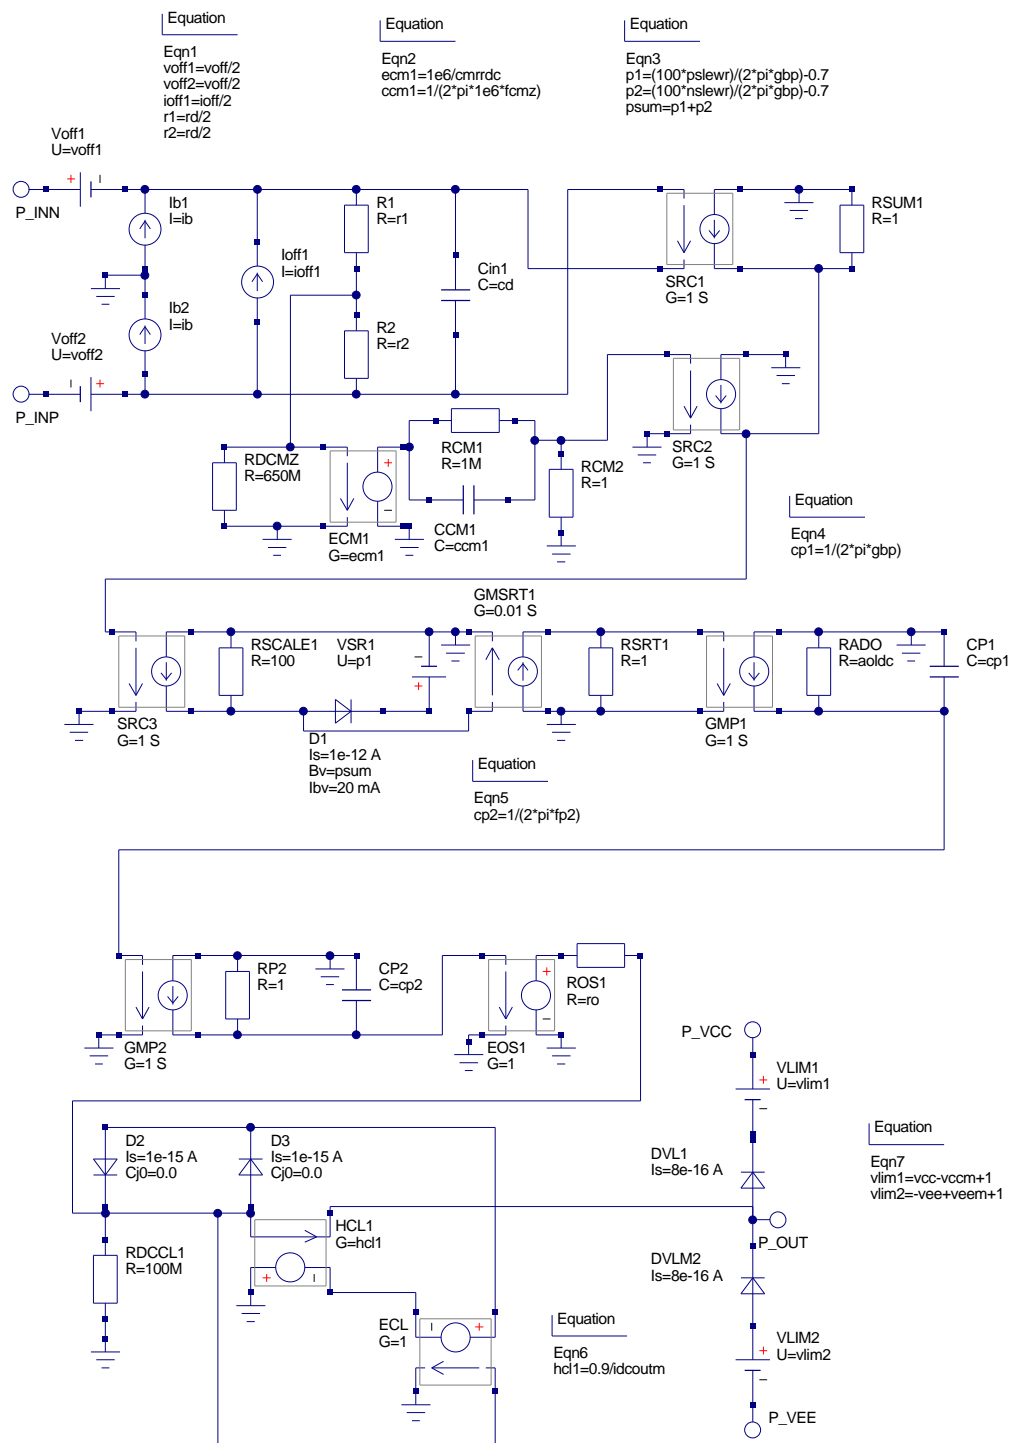 Equation
Eqn1
voff1=voff/2
voff2=voff/2
ioff1=ioff/2
r1=rd/2
r2=rd/2
Equation
Eqn2
ecm1=1e6/cmrrdc
ccm1=1/(2*pi*1e6*fcmz)
Equation
Eqn3
p1=(100*pslewr)/(2*pi*gbp)-0.7
p2=(100*nslewr)/(2*pi*gbp)-0.7
psum=p1+p2
Voff1
U=voff1
+
−
P_INN
Ib1
I=ib
Ioff1
I=ioff1
R1
R=r1
Cin1
C=cd
SRC1
G=1 S
RSUM1
R=1
Ib2
I=ib
R2
R=r2
Voff2
U=voff2
−
+
P_INP
SRC2
G=1 S
RDCMZ
R=650M
+
−
ECM1
G=ecm1
RCM1
R=1M
CCM1
C=ccm1
RCM2
R=1
Equation
Eqn4
cp1=1/(2*pi*gbp)
SRC3
G=1 S
RSCALE1
R=100
VSR1
U=p1
−
+
GMSRT1
G=0.01 S
RSRT1
R=1
GMP1
G=1 S
RADO
R=aoldc
CP1
C=cp1
D1
Is=1e-12 A
Bv=psum
Ibv=20 mA
Equation
Eqn5
cp2=1/(2*pi*fp2)
GMP2
G=1 S
RP2
R=1
CP2
C=cp2
+
−
EOS1
G=1
ROS1
R=ro
P_VCC
+
−
VLIM1
U=vlim1
D2
Is=1e-15 A
Cj0=0.0
D3
Is=1e-15 A
Cj0=0.0
DVL1
Is=8e-16 A
Equation
Eqn7
vlim1=vcc-vccm+1
vlim2=-vee+veem+1
HCL1
G=hcl1
+
−
RDCCL1
R=100M
P_OUT
DVLM2
Is=8e-16 A
ECL
G=1
−
+
Equation
Eqn6
hcl1=0.9/idcoutm
+
−
VLIM2
U=vlim2
P_VEE